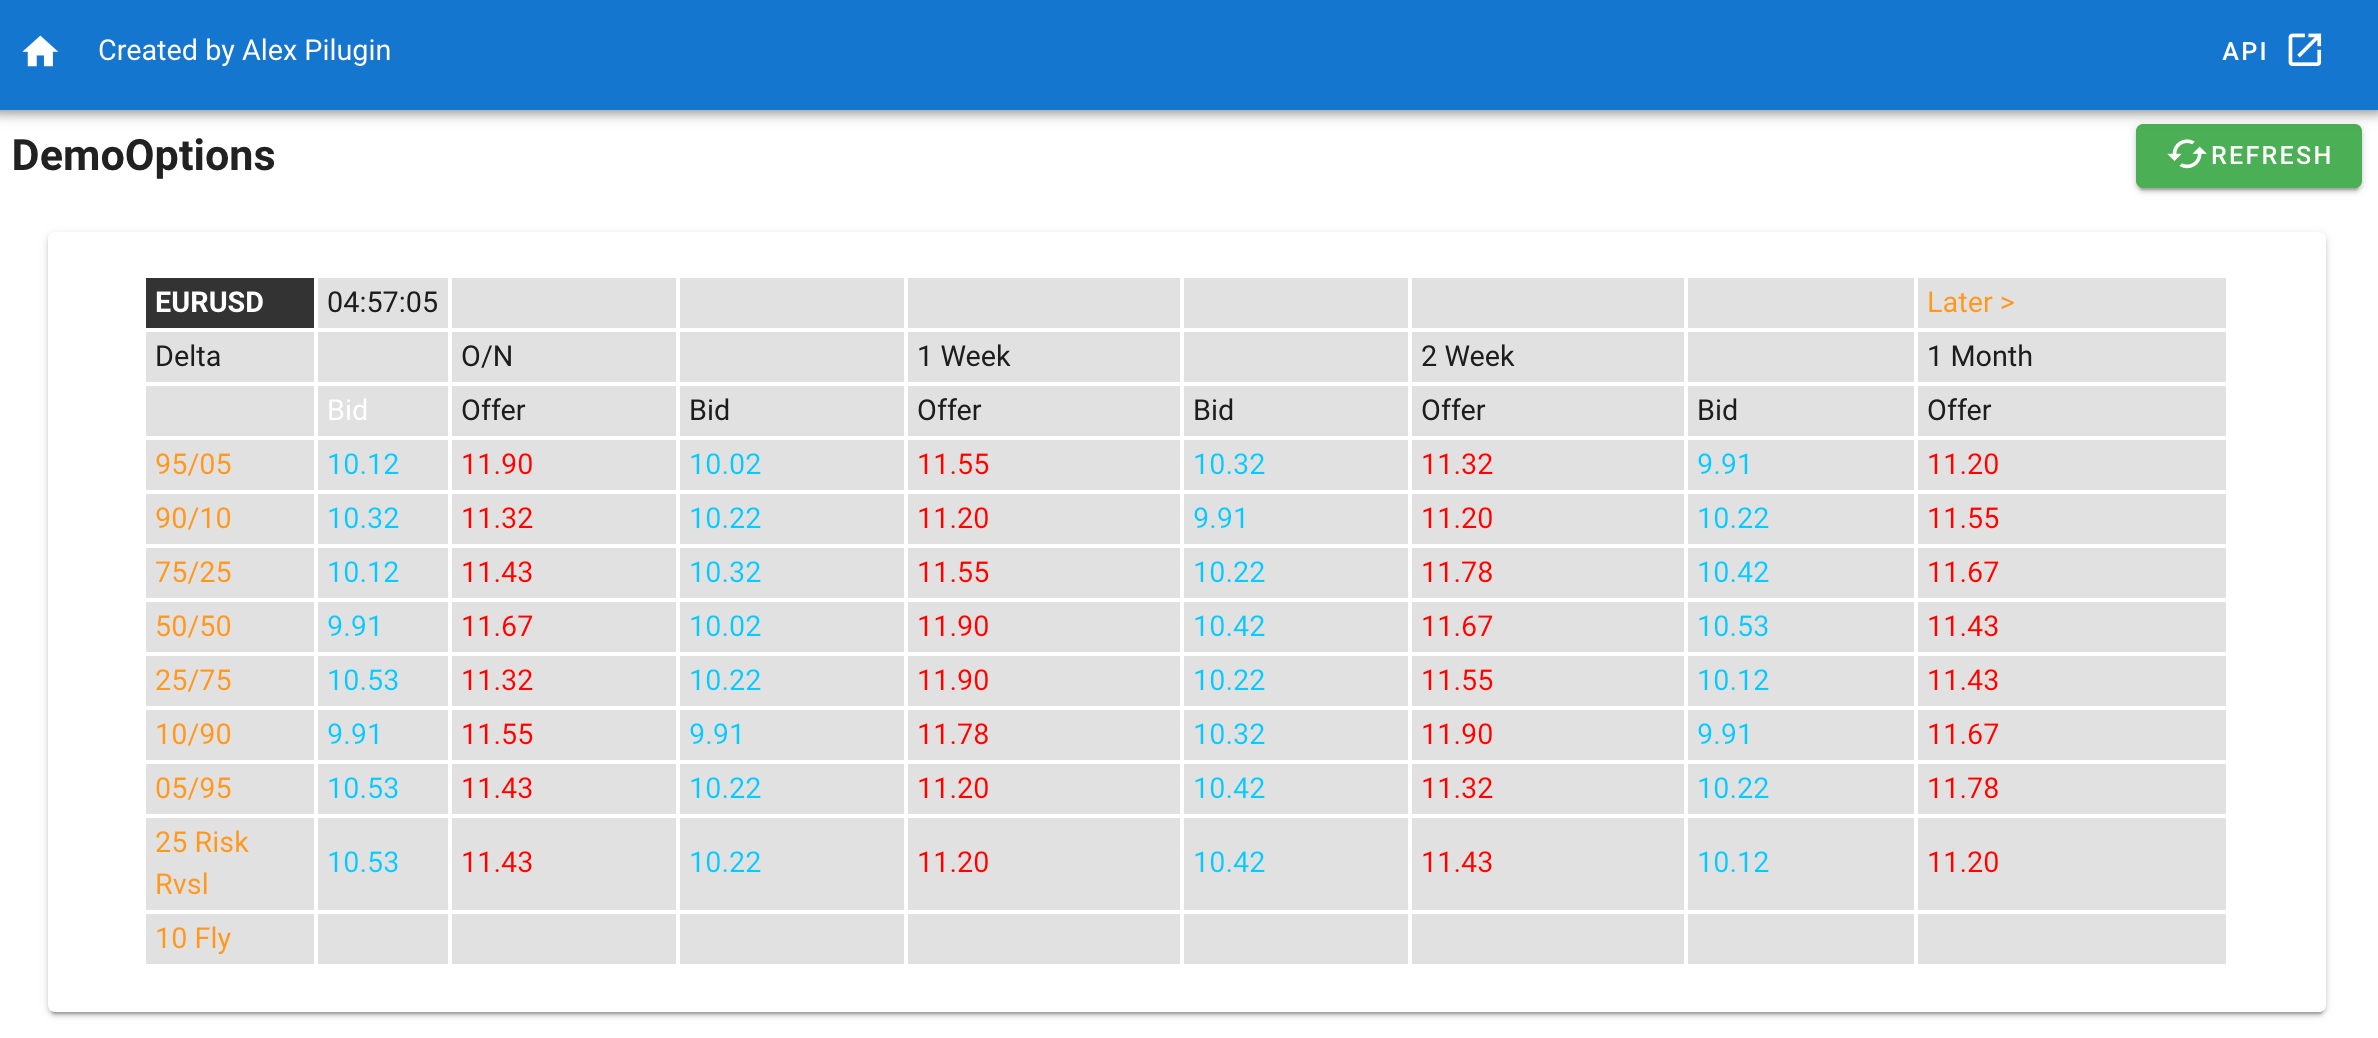 Created by Alex Pilugin API
DemoOptions REFRESH
EURUSD 04:57:05 Later >
Delta O/N 1 Week 2 Week 1 Month
Bid Offer Bid Offer Bid Offer Bid Offer
95/05 10.12 11.90 10.02 11.55 10.32 11.32 9.91 11.20
90/10 10.32 11.32 10.22 11.20 9.91 11.20 10.22 11.55
75/25 10.12 11.43 10.32 11.55 10.22 11.78 10.42 11.67
50/50 9.91 11.67 10.02 11.90 10.42 11.67 10.53 11.43
25/75 10.53 11.32 10.22 11.90 10.22 11.55 10.12 11.43
10/90 9.91 11.55 9.91 11.78 10.32 11.90 9.91 11.67
05/95 10.53 11.43 10.22 11.20 10.42 11.32 10.22 11.78
25 Risk
Rvsl 10.53 11.43 10.22 11.20 10.42 11.43 10.12 11.20
10 Fly